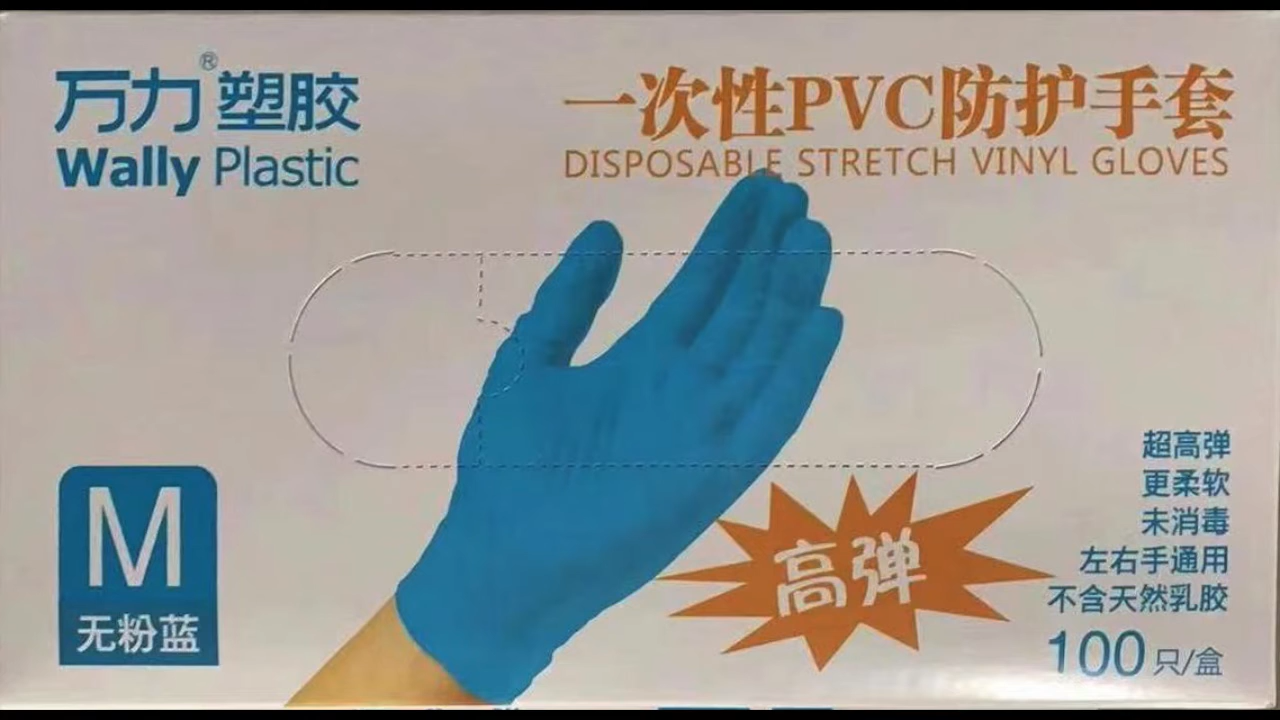 万力®塑胶
Wally Plastic
一次性PVC防护手套
DISPOSABLE STRETCH VINYL GLOVES
高弹
超高弹
更柔软
未消毒
左右手通用
不含天然乳胶
100只/盒
M
无粉蓝